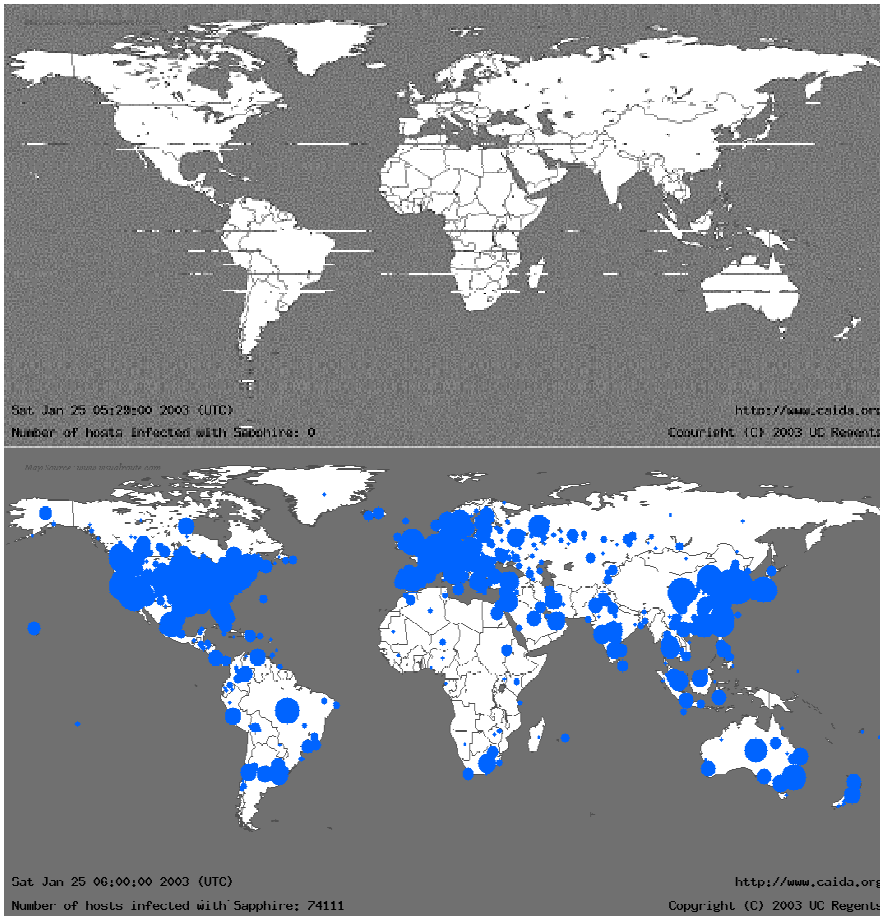 Sat Jan 25 05:29:00 2003 (UTC)
http://www.caida.org
Number of hosts infected with Sapphire: 0
Copyright (C) 2003 UC Regents
Map Source: www.visualroute.com
Sat Jan 25 06:00:00 2003 (UTC)
http://www.caida.org
Number of hosts infected with Sapphire: 74111
Copyright (C) 2003 UC Regents